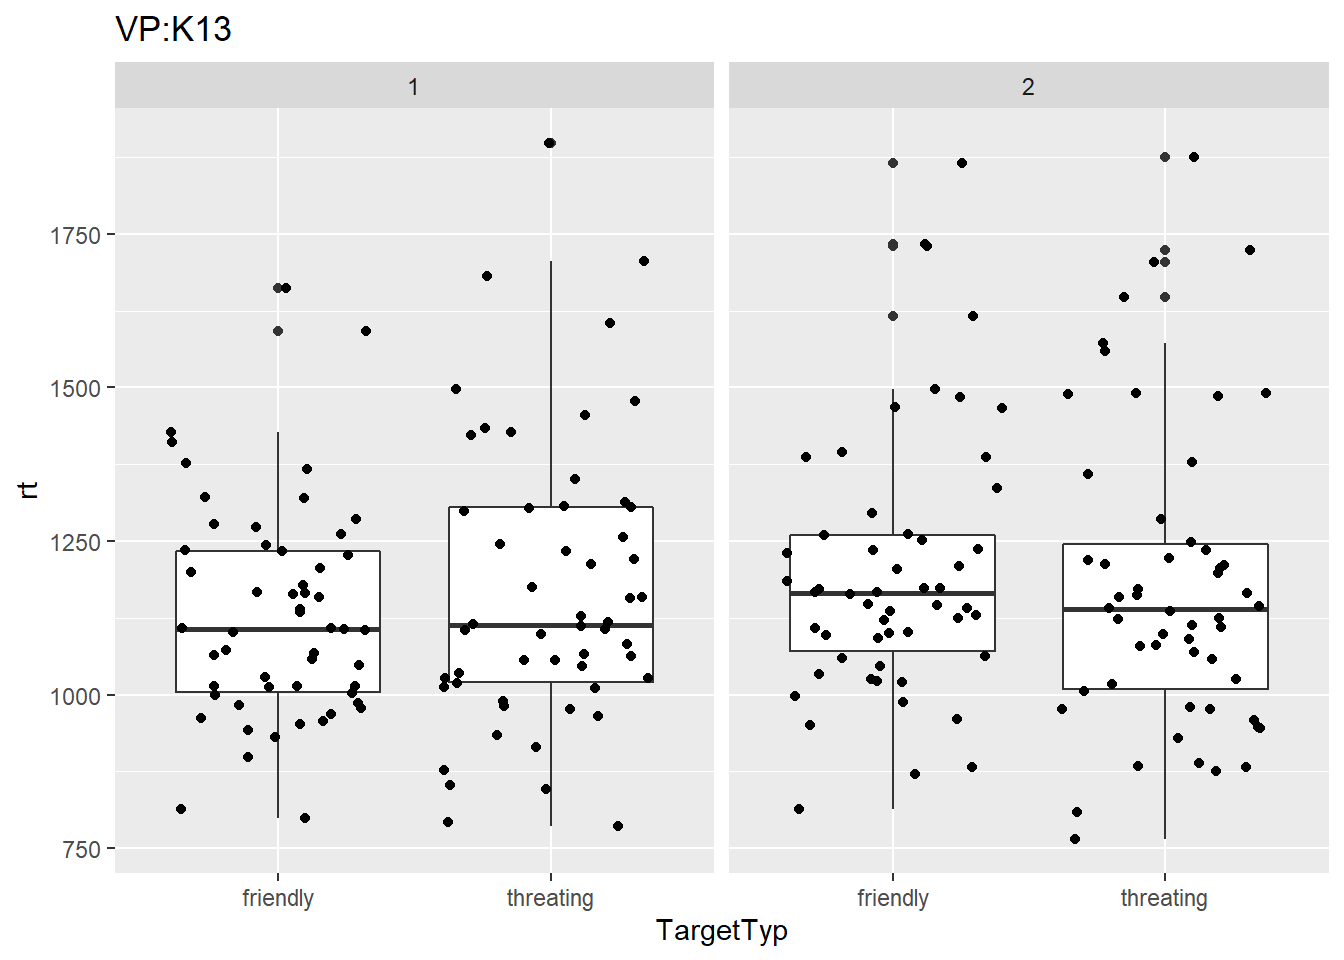 VP:K13
1
2
1750
1500
1250
1000
750
rt
friendly
threating
friendly
threating
TargetTyp